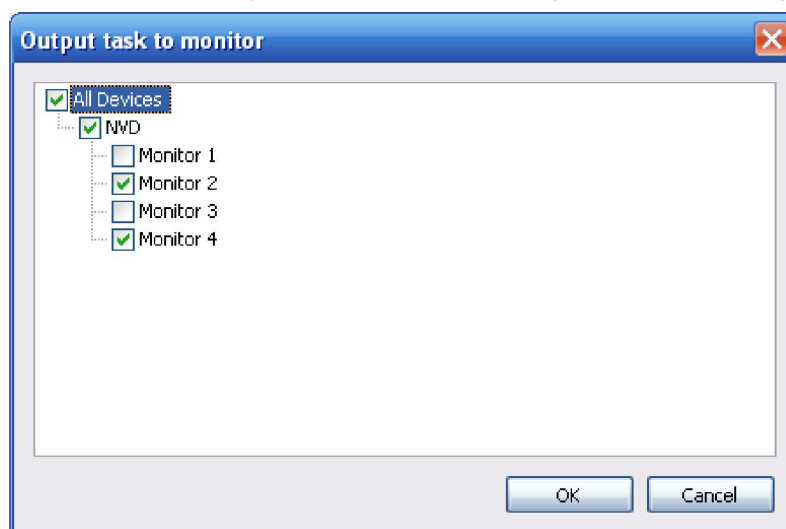 Output task to monitor
All Devices
NVD
Monitor 1
Monitor 2
Monitor 3
Monitor 4
OK Cancel